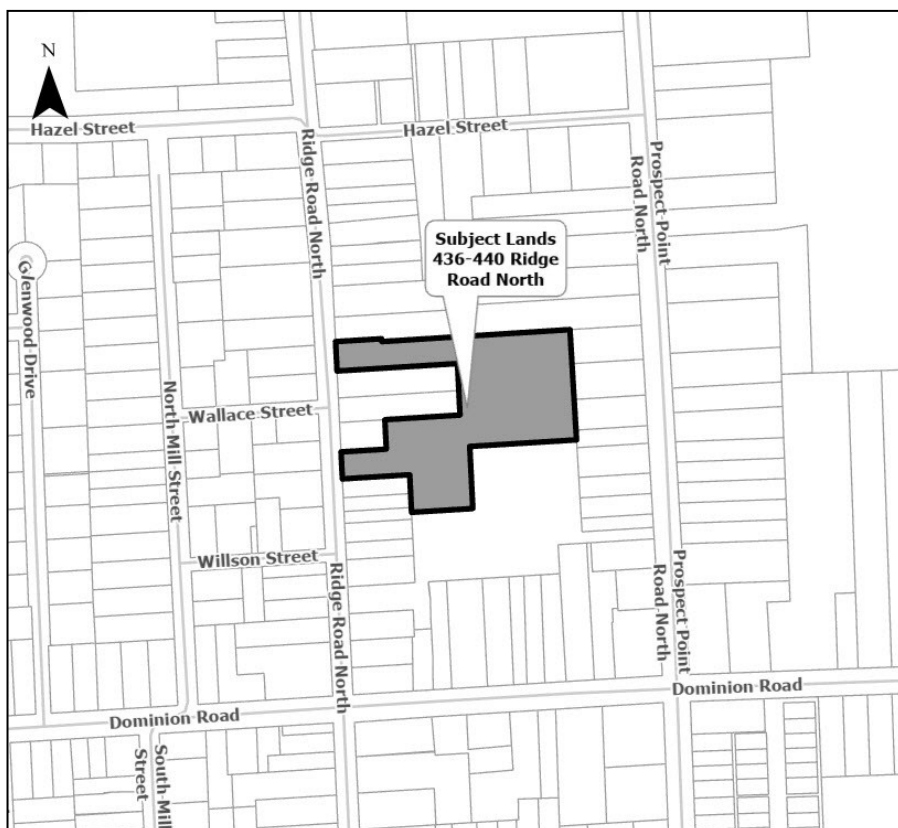 N
Hazel Street
Hazel Street
Ridge Road North
Prospect Point
Road North
Subject Lands
436-440 Ridge
Road North
Glenwood Drive
North Mill Street
Wallace Street
Willson Street
Ridge Road North
Prospect Point
Road North
Dominion Road
Dominion Road
South Mill
Street